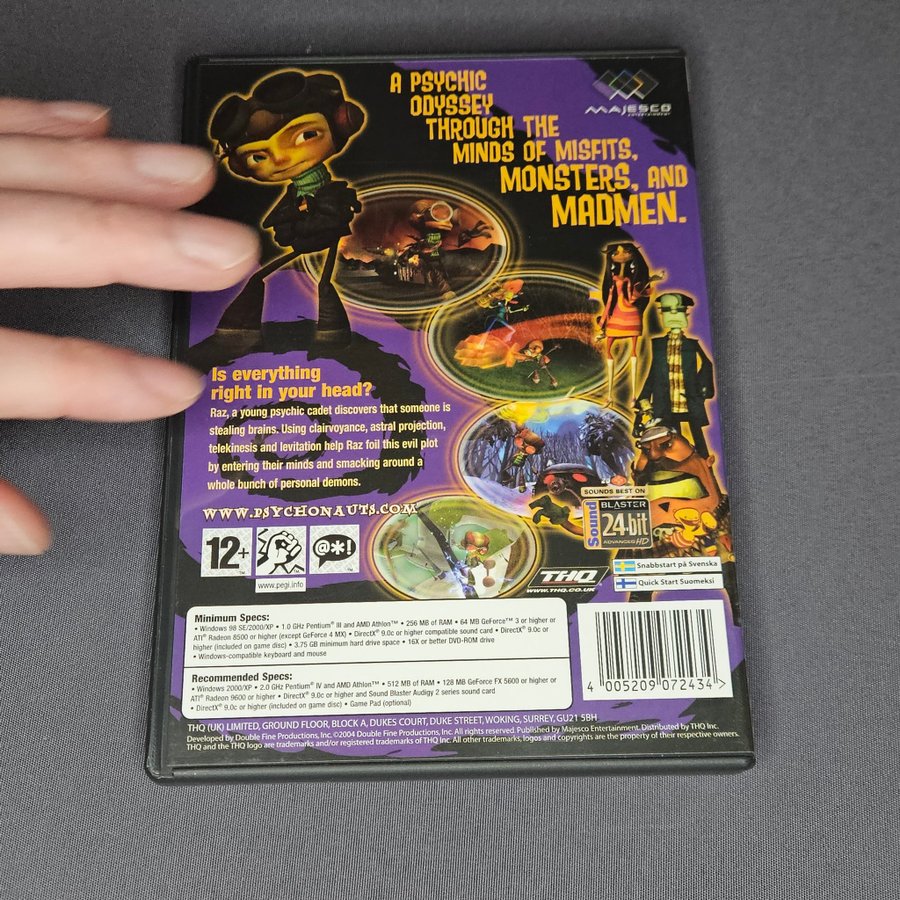 A PSYCHIC
ODYSSEY
THROUGH THE
MINDS OF MISFITS,
MONSTERS, AND
MADMEN.
MAJESCO
entertainment
Is everything
right in your head?
Raz, a young psychic cadet discovers that someone is
stealing brains. Using clairvoyance, astral projection,
telekinesis and levitation help Raz foil this evil plot
by entering their minds and smacking around a
whole bunch of personal demons.
WWW.PSYCHONAUTS.COM
SOUNDS BEST ON
Sound
BLASTER
24-bit
ADVANCED HD
12+
TM
@*!
TM
www.pegi.info
THQ
WWW.THQ.CO.UK
Snabbstart på Svenska
Quick Start Suomeksi
Minimum Specs:
• Windows 98 SE/2000/XP • 1.0 GHz Pentium® III and AMD Athlon™ • 256 MB of RAM • 64 MB GeForce™ 3 or higher or
ATI® Radeon 8500 or higher (except GeForce 4 MX) • DirectX® 9.0c or higher compatible sound card • DirectX® 9.0c or
higher (included on game disc) • 3.75 GB minimum hard drive space • 16X or better DVD-ROM drive
• Windows-compatible keyboard and mouse
Recommended Specs:
• Windows 2000/XP • 2.0 GHz Pentium® IV and AMD Athlon™ • 512 MB of RAM • 128 MB GeForce FX 5600 or higher or
ATI® Radeon 9600 or higher • DirectX® 9.0c or higher and Sound Blaster Audigy 2 series sound card
• DirectX® 9.0c or higher (included on game disc) • Game Pad (optional)
4 005209 072434 >
THQ (UK) LIMITED, GROUND FLOOR, BLOCK A, DUKES COURT, DUKE STREET, WOKING, SURREY, GU21 5BH
Developed by Double Fine Productions, Inc. ©2004 Double Fine Productions, Inc. All rights reserved. Published by Majesco Entertainment. Distributed by THQ Inc.
THQ and the THQ logo are trademarks and/or registered trademarks of THQ Inc. All other trademarks, logos and copyrights are the property of their respective owners.